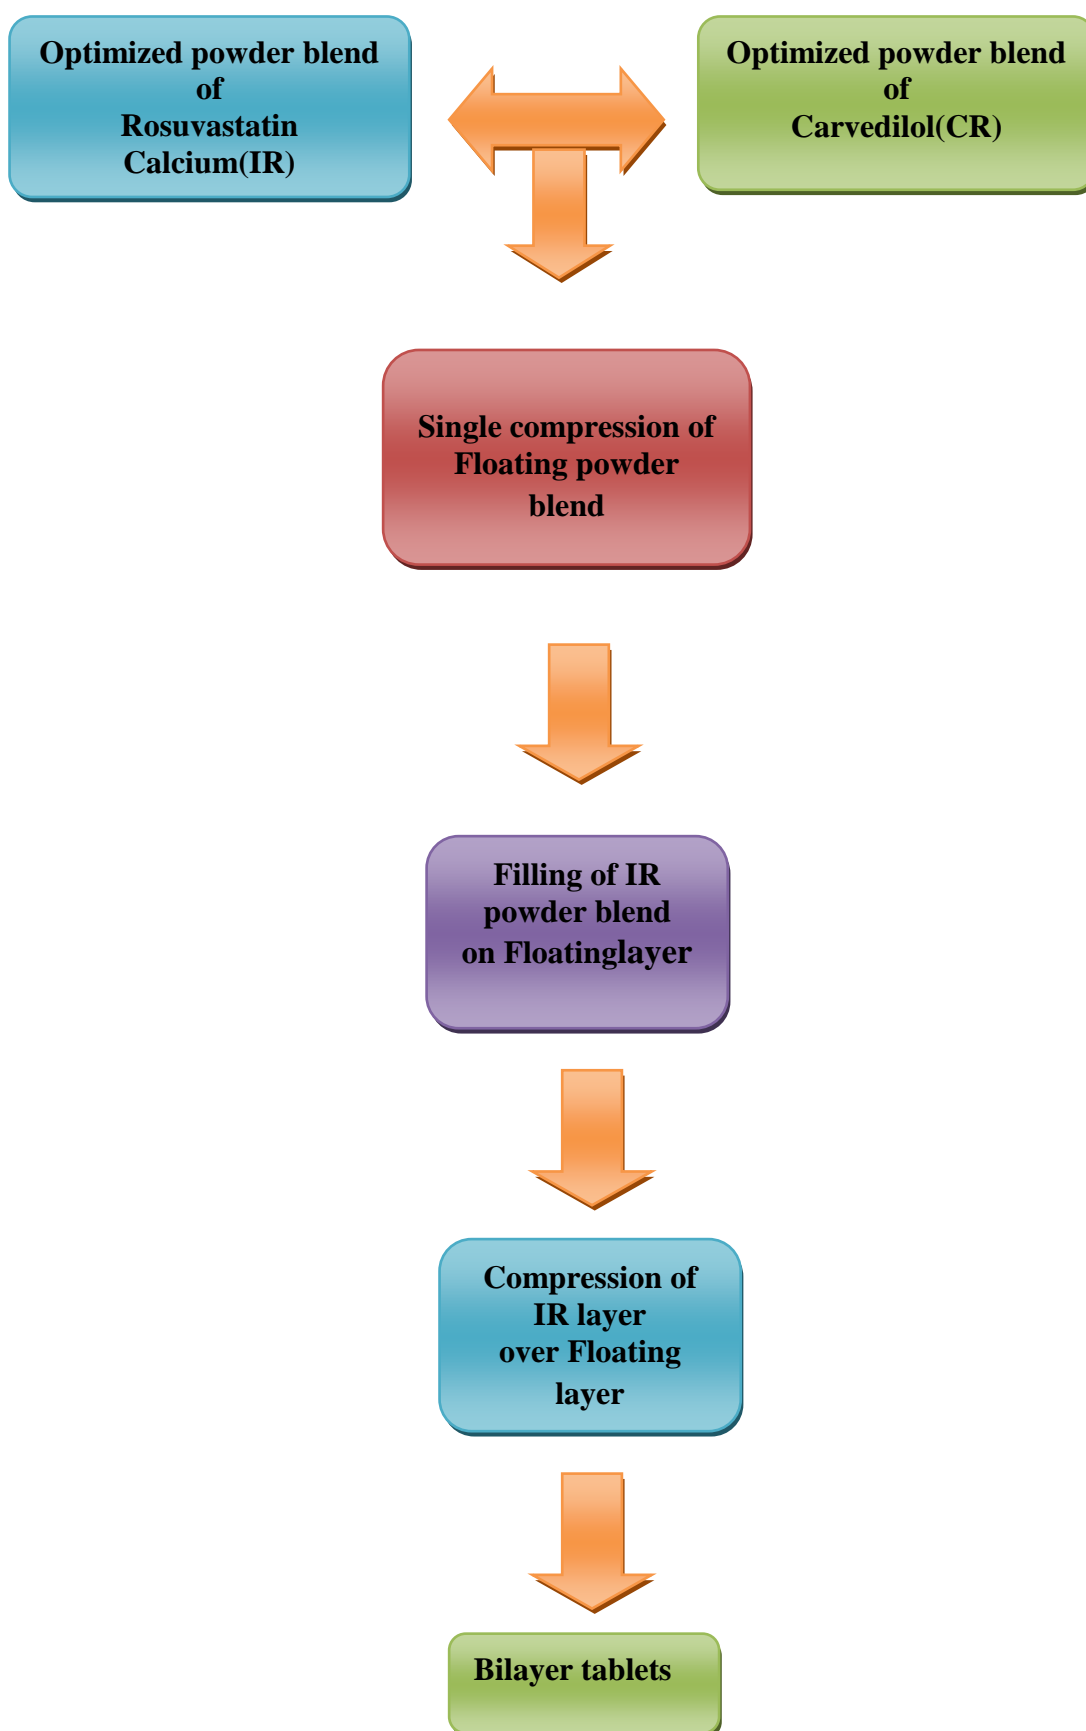 Optimized powder blend
of
Rosuvastatin
Calcium(IR)
Optimized powder blend
of
Carvedilol(CR)
Single compression of
Floating powder
blend
Filling of IR
powder blend
on Floatinglayer
Compression of
IR layer
over Floating
layer
Bilayer tablets